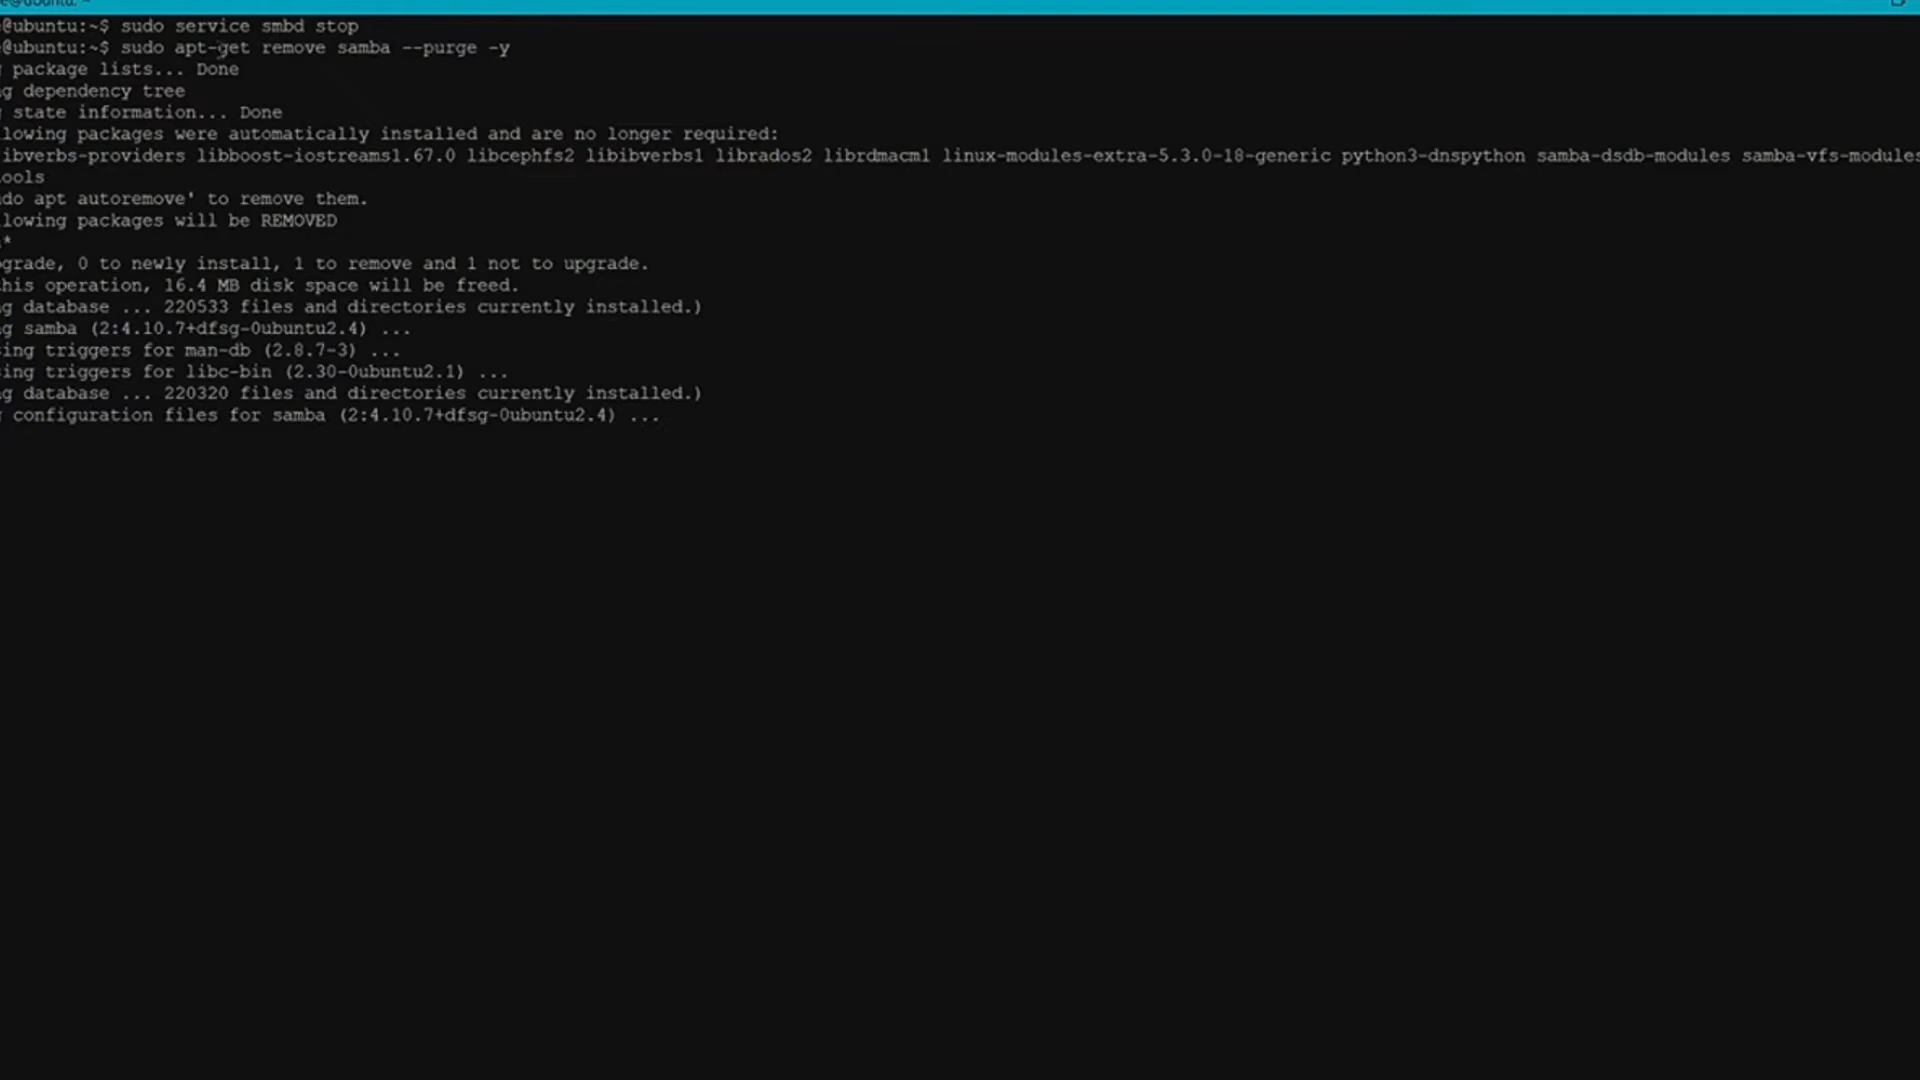 e@ubuntu: ~
@ubuntu:~$ sudo service smbd stop
@ubuntu:~$ sudo apt-get remove samba --purge -y
g package lists... Done
ng dependency tree
g state information... Done
lowing packages were automatically installed and are no longer required:
ibverbs-providers libboost-iostreams1.67.0 libcephfs2 libibverbs1 librados2 librdmacm1 linux-modules-extra-5.3.0-18-generic python3-dnspython samba-dsdb-modules samba-vfs-modules
ools
do apt autoremove' to remove them.
lowing packages will be REMOVED
*
grade, 0 to newly install, 1 to remove and 1 not to upgrade.
his operation, 16.4 MB disk space will be freed.
g database ... 220533 files and directories currently installed.)
g samba (2:4.10.7+dfsg-0ubuntu2.4) ...
sing triggers for man-db (2.8.7-3) ...
sing triggers for libc-bin (2.30-0ubuntu2.1) ...
g database ... 220320 files and directories currently installed.)
g configuration files for samba (2:4.10.7+dfsg-0ubuntu2.4) ...